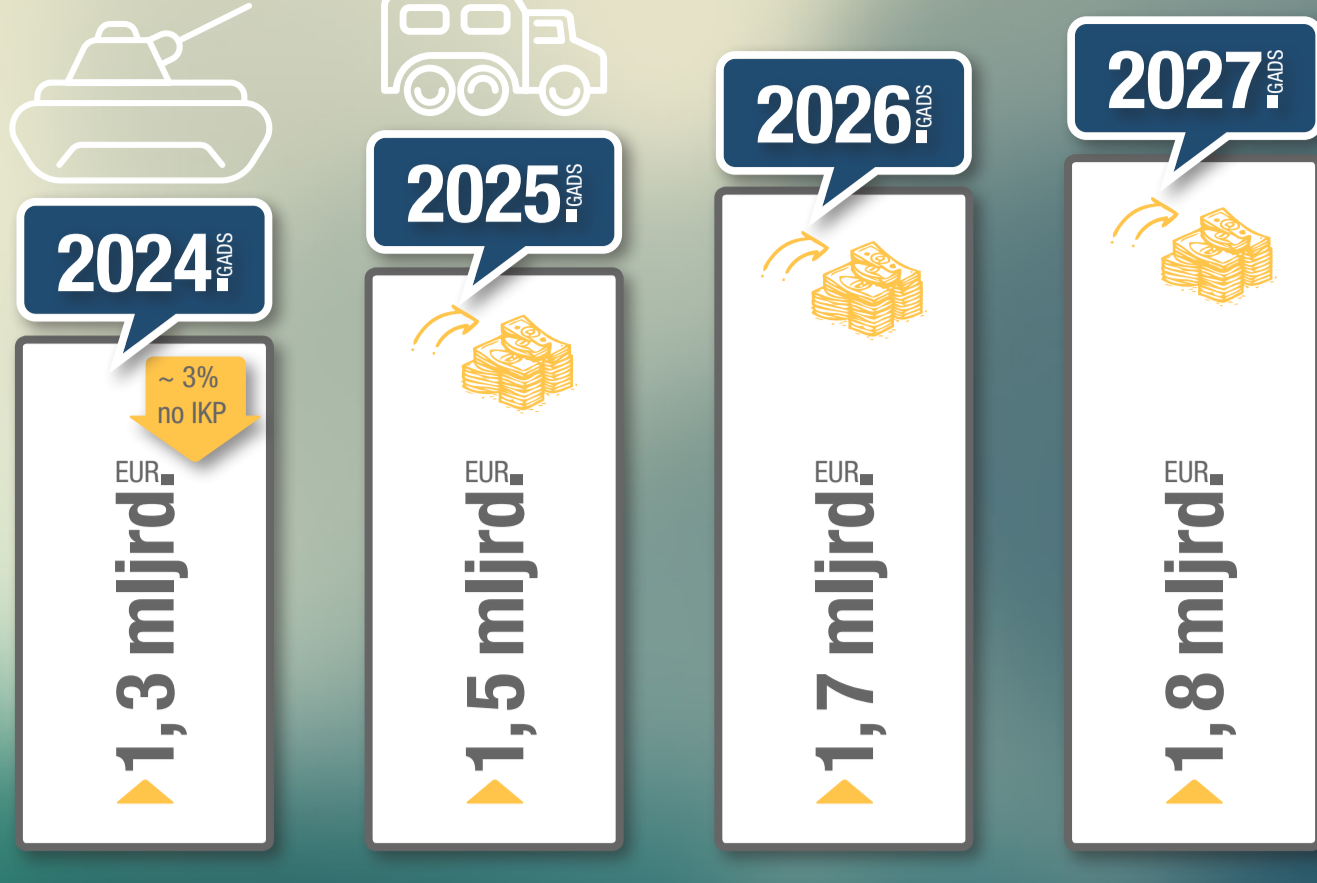 2024. GADS
~ 3%
no IKP
1,3 mljrd. EUR
2025. GADS
1,5 mljrd. EUR
2026. GADS
1,7 mljrd. EUR
2027. GADS
1,8 mljrd. EUR